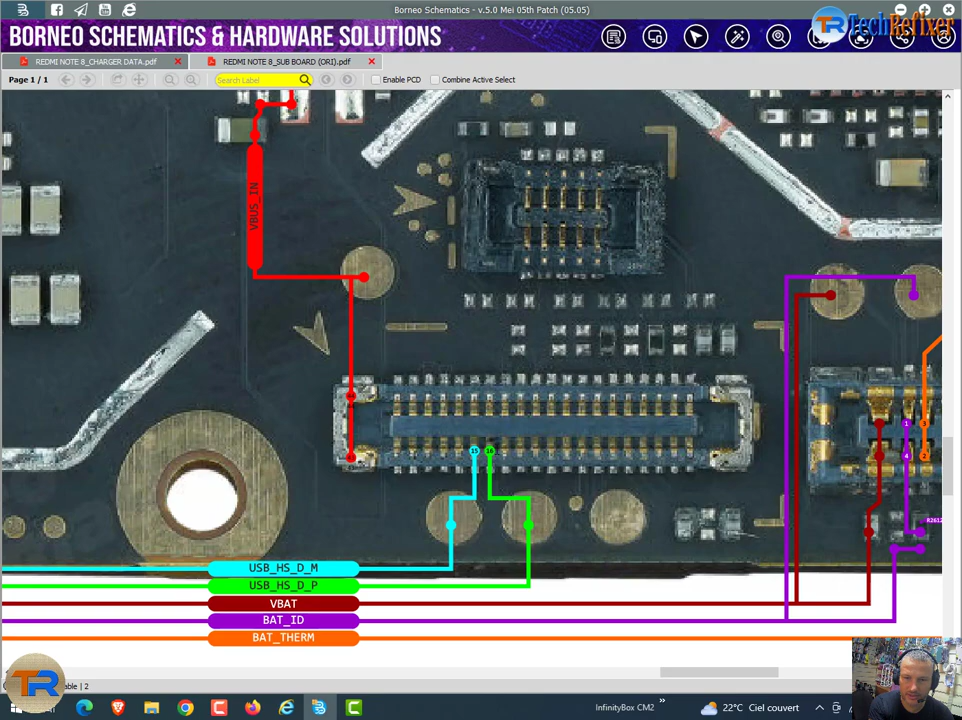 Borneo Schematics - v.5.0 Mei 05th Patch (05.05)
BORNEO SCHEMATICS & HARDWARE SOLUTIONS
TR TechRefixer
REDMI NOTE 8_CHARGER DATA.pdf
REDMI NOTE 8_SUB BOARD (ORI).pdf
Page 1 / 1
Search Label
Enable PCD
Combine Active Select
VBUS_IN
USB_HS_D_M
USB_HS_D_P
VBAT
BAT_ID
BAT_THERM
TR
InfinityBox CM2
22°C Ciel couvert